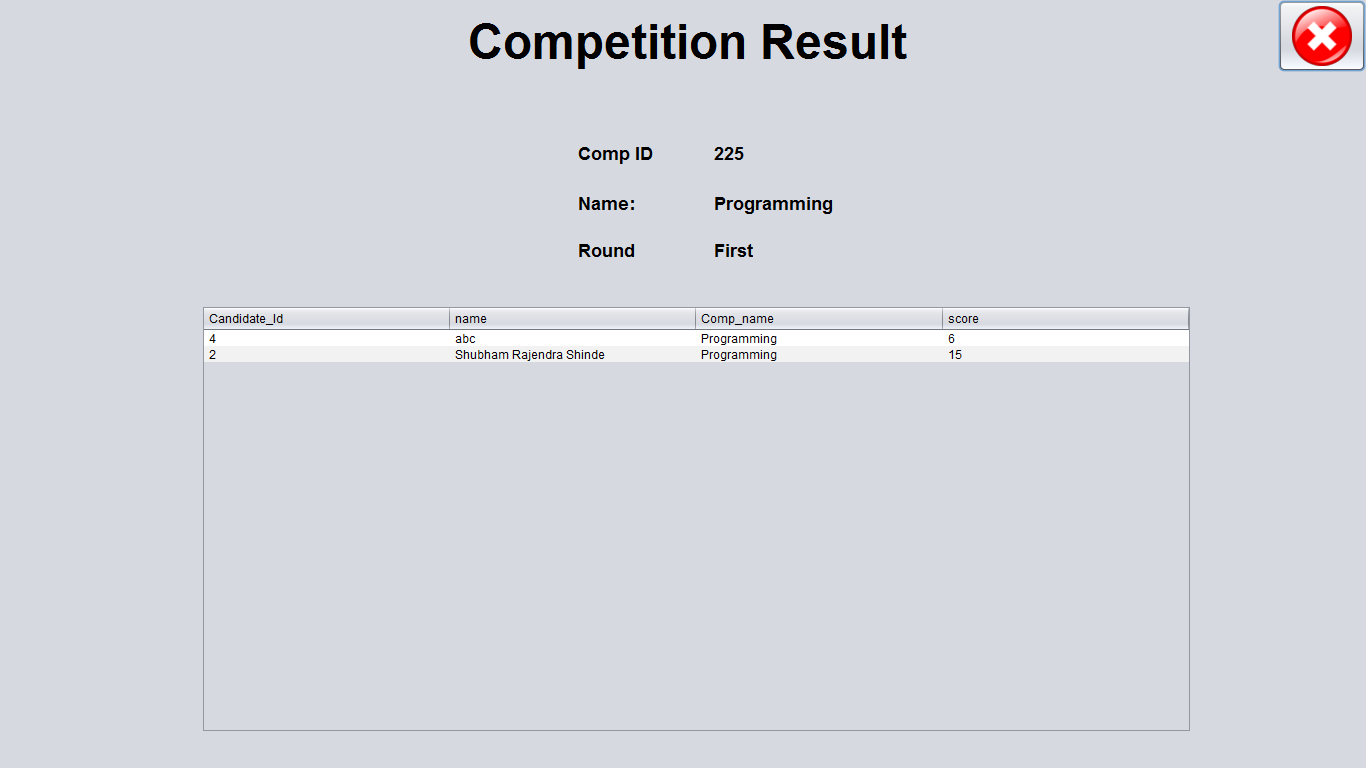 Competition Result
Comp ID 225
Name: Programming
Round First
Candidate_Id name Comp_name score
4 abc Programming 6
2 Shubham Rajendra Shinde Programming 15